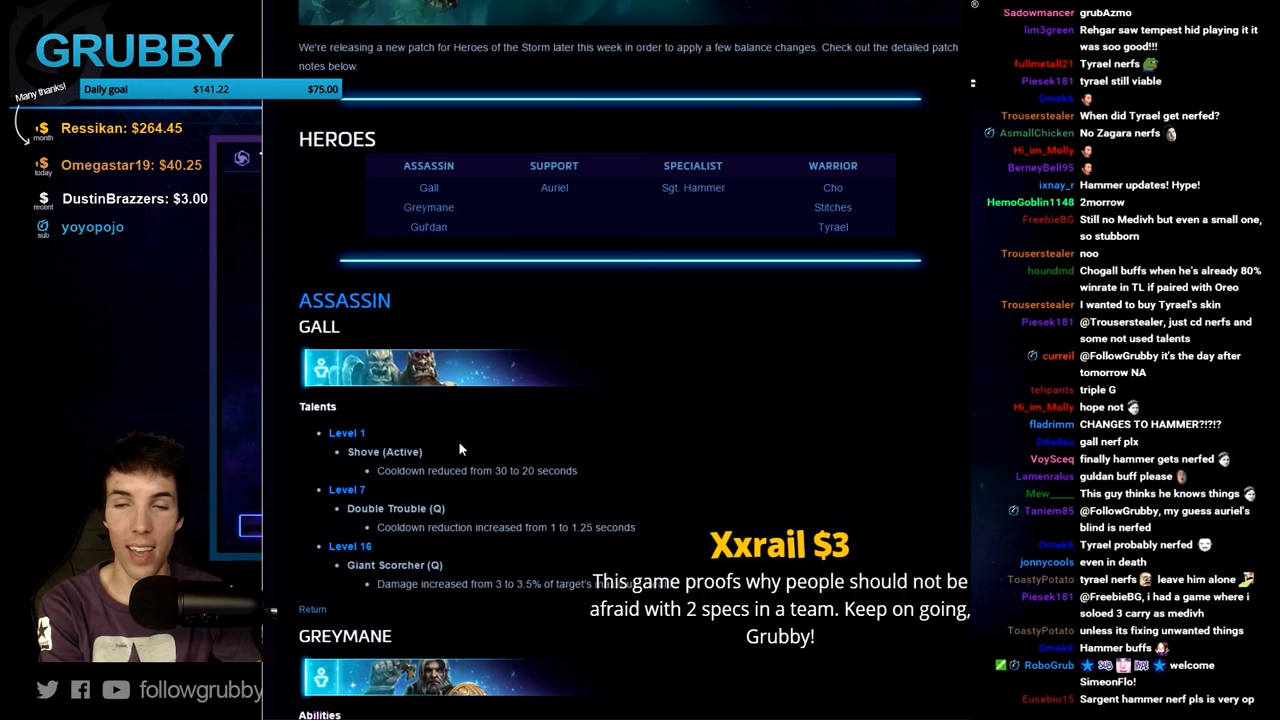 GRUBBY
Many thanks!
Daily goal $141.22 $75.00
month
Ressikan: $264.45
today
Omegastar19: $40.25
recent
DustinBrazzers: $3.00
sub
yoyopojo
followgrubby
We're releasing a new patch for Heroes of the Storm later this week in order to apply a few balance changes. Check out the detailed patch
notes below.
HEROES
ASSASSIN SUPPORT SPECIALIST WARRIOR
Gall Auriel Sgt. Hammer Cho
Greymane Stitches
Gul'dan Tyrael
ASSASSIN
GALL
Talents
Level 1
Shove (Active)
Cooldown reduced from 30 to 20 seconds
Level 7
Double Trouble (Q)
Cooldown reduction increased from 1 to 1.25 seconds
Level 16
Giant Scorcher (Q)
Damage increased from 3 to 3.5% of target's
Return
GREYMANE
Abilities
Xxrail $3
This game proofs why people should not be
afraid with 2 specs in a team. Keep on going,
Grubby!
Sadowmancer grubAzmo
lim3green Rehgar saw tempest hid playing it it
was soo good!!!
fullmetall21 Tyrael nerfs
Piesek181 tyrael still viable
Omek6
Trouserstealer When did Tyrael get nerfed?
AsmallChicken No Zagara nerfs
Hi_im_Molly
BerneyBell95
ixnay_r Hammer updates! Hype!
HemoGoblin1148 2morrow
FreebieBG Still no Medivh but even a small one,
so stubborn
Trouserstealer noo
houndmd Chogall buffs when he's already 80%
winrate in TL if paired with Oreo
Trouserstealer I wanted to buy Tyrael's skin
Piesek181 @Trouserstealer, just cd nerfs and
some not used talents
curreil @FollowGrubby it's the day after
tomorrow NA
tehpants triple G
Hi_im_Molly hope not
fladrimm CHANGES TO HAMMER?!?!?
gall nerf plx
VoySceq finally hammer gets nerfed
Lamenralus guldan buff please
Mew____ This guy thinks he knows things
Taniem85 @FollowGrubby, my guess auriel's
blind is nerfed
Omek6 Tyrael probably nerfed
jonnycools even in death
ToastyPotato tyrael nerfs leave him alone
Piesek181 @FreebieBG, i had a game where i
soloed 3 carry as medivh
ToastyPotato unless its fixing unwanted things
Omek6 Hammer buffs
RoboGrub SUB HYPE welcome
SimeonFlo!
Eusebiu15 Sargent hammer nerf pls is very op